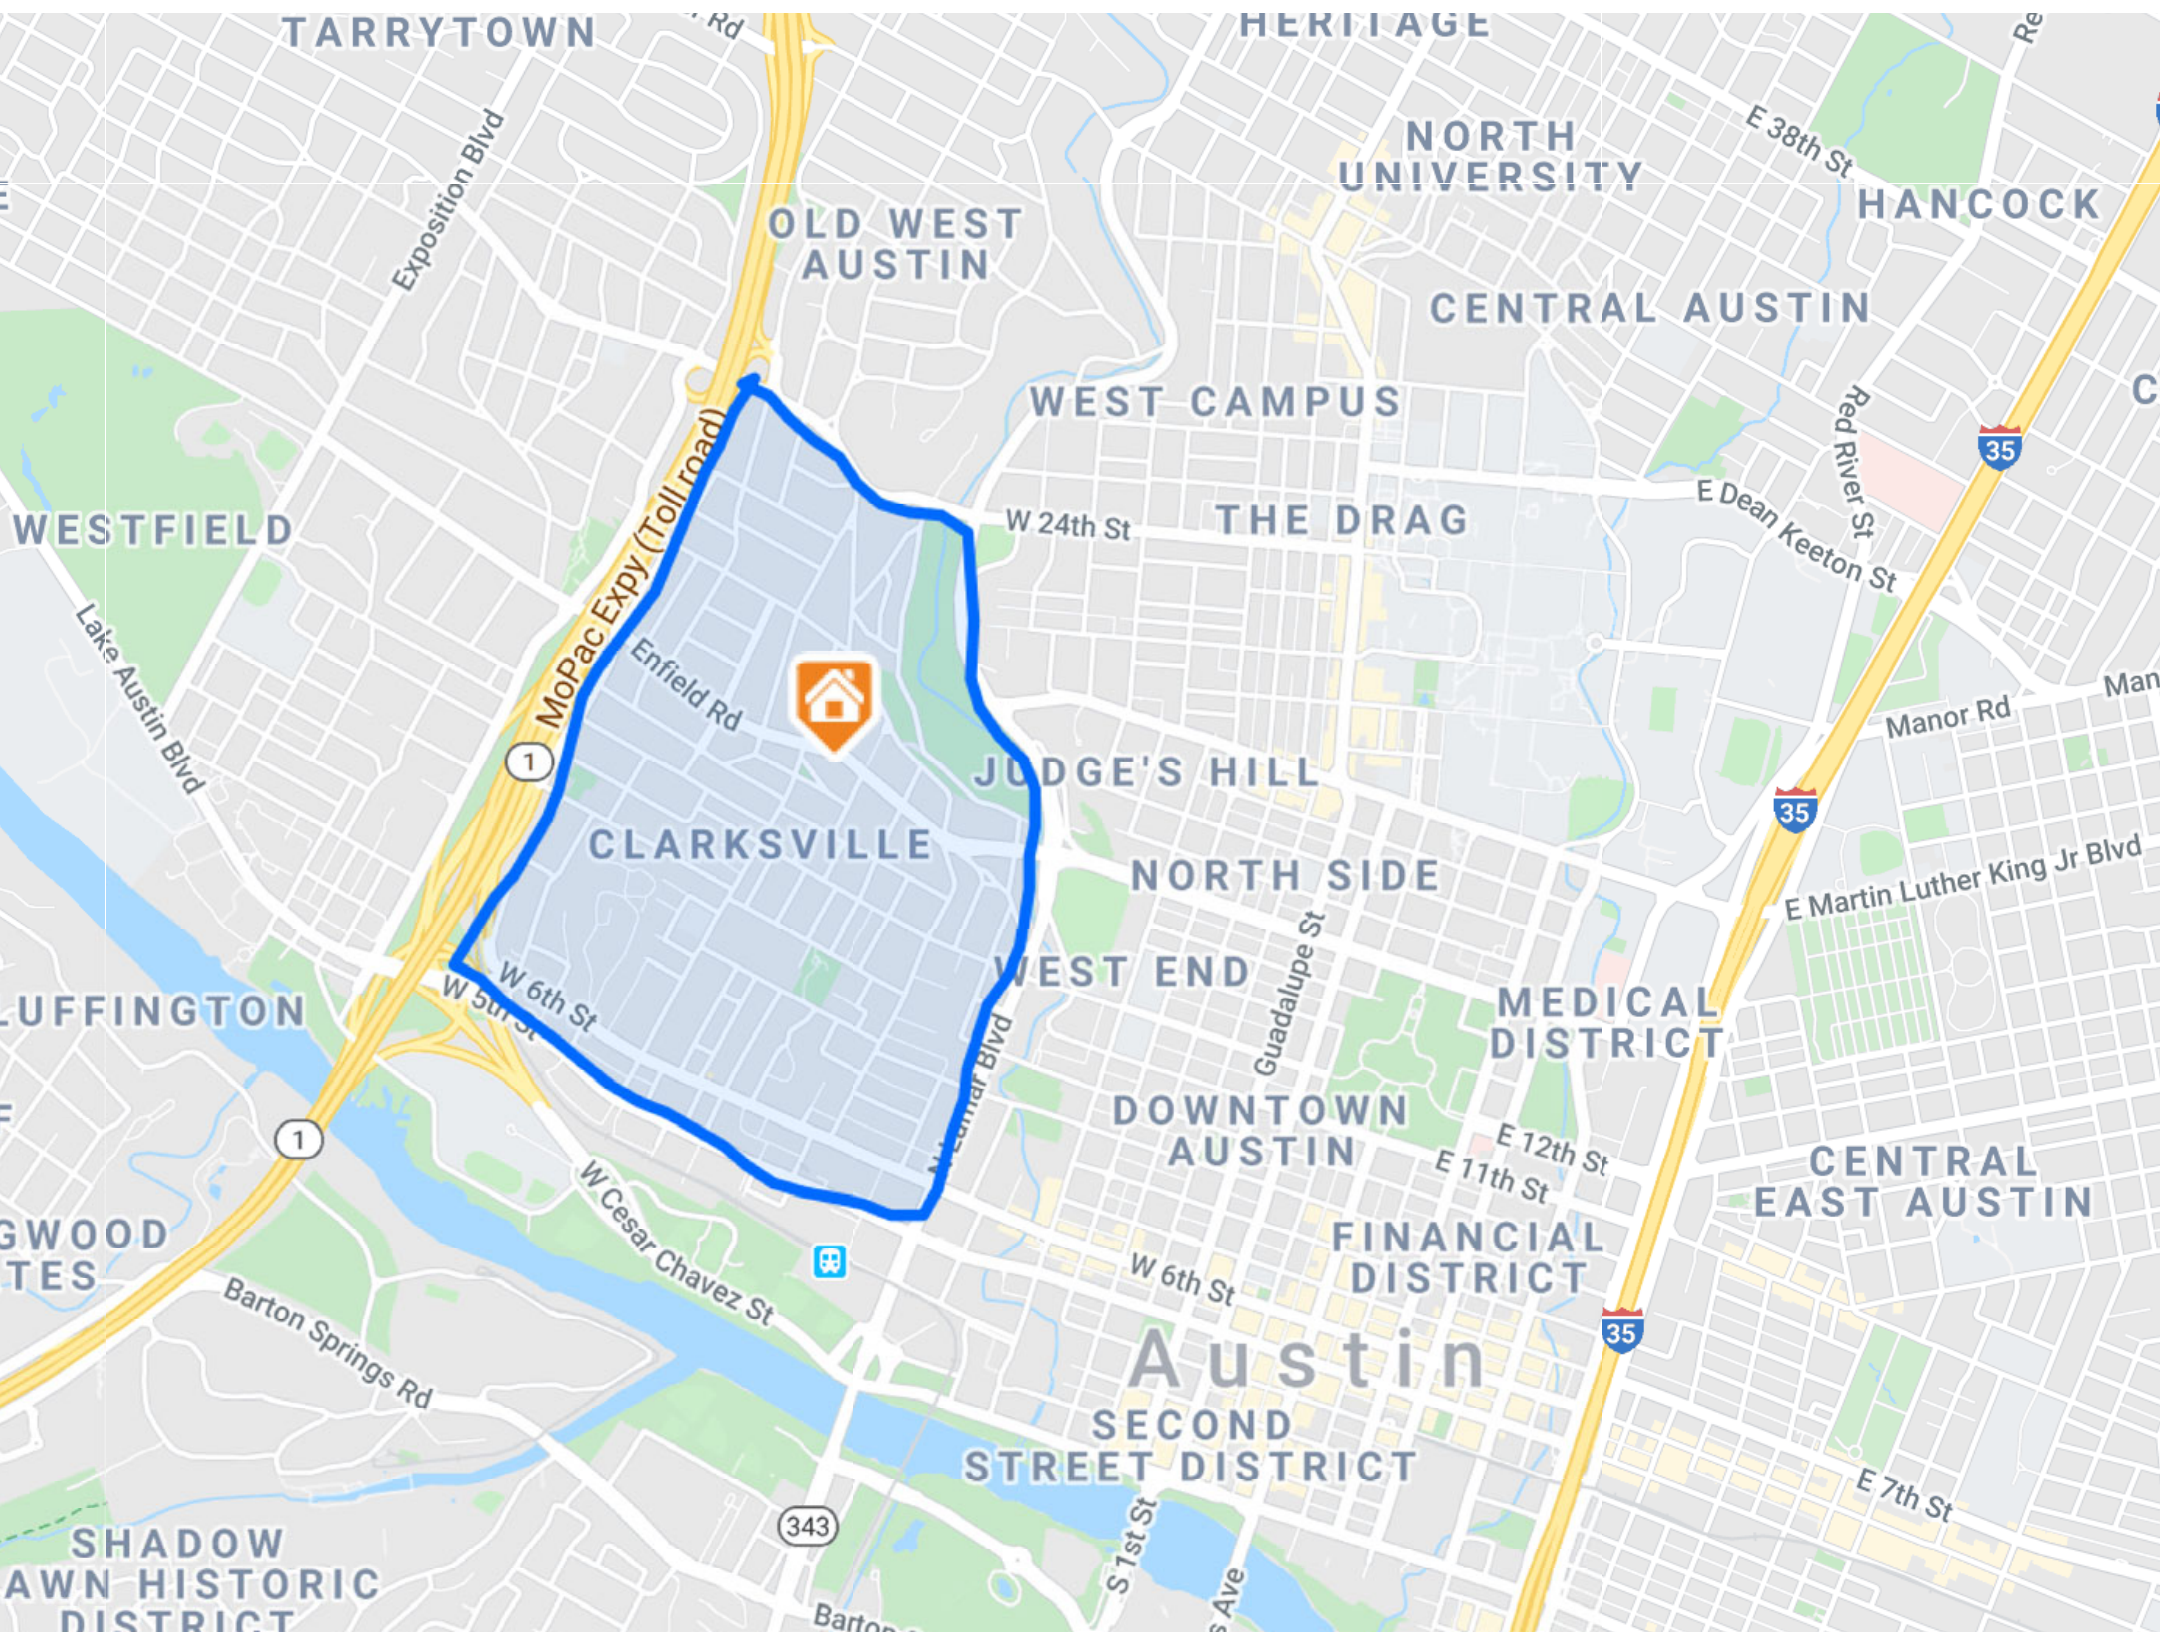 TARRYTOWN
Rd
HERITAGE
Re
Exposition Blvd
E 38th St
NORTH
UNIVERSITY
HANCOCK
E
OLD WEST
AUSTIN
CENTRAL AUSTIN
WEST CAMPUS
C
Red River St
35
MoPac Expy (Toll road)
WESTFIELD
W 24th St
THE DRAG
E Dean Keeton St
Lake Austin Blvd
Enfield Rd
Manor Rd
Man
1
JUDGE'S HILL
35
CLARKSVILLE
NORTH SIDE
E Martin Luther King Jr Blvd
Guadalupe St
WEST END
W 6th St
W 5th St
LUFFINGTON
MEDICAL
DISTRICT
N Lamar Blvd
DOWNTOWN
AUSTIN
F
1
E 12th St
E 11th St
CENTRAL
EAST AUSTIN
W Cesar Chavez St
GWOOD
TES
FINANCIAL
DISTRICT
W 6th St
Barton Springs Rd
35
Austin
SECOND
STREET DISTRICT
E 7th St
343
S 1st St
SHADOW
AWN HISTORIC
DISTRICT
s Ave
Barton